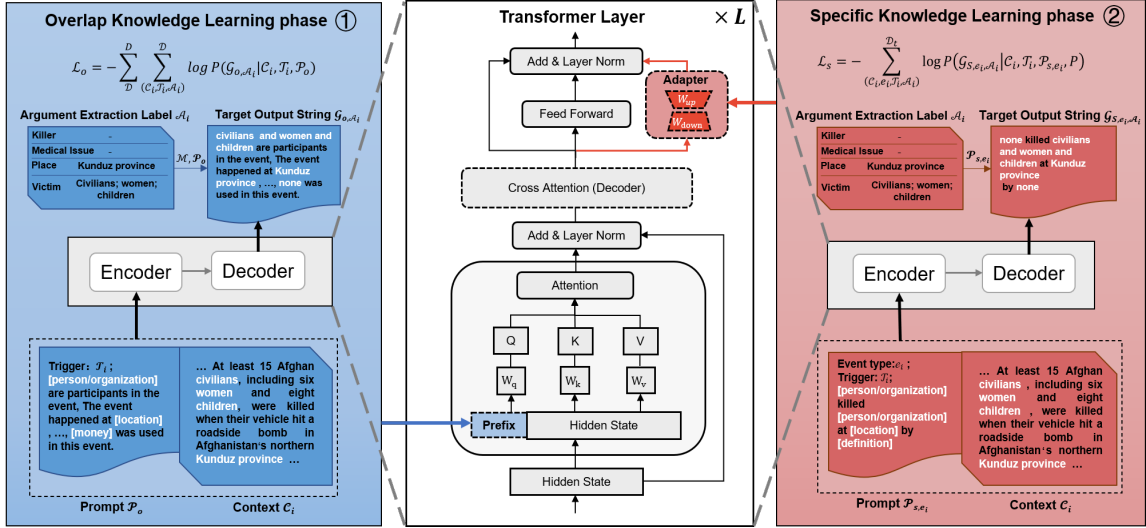 Overlap Knowledge Learning phase ①
ℒₒ = −∑_𝒟^D ∑_(𝒞ᵢ,𝒯ᵢ,𝒜ᵢ)^𝒟 log P(𝒢ₒ,𝒜ᵢ|𝒞ᵢ, 𝒯ᵢ, 𝒫ₒ)
Argument Extraction Label 𝒜ᵢ
Killer -
Medical Issue -
Place Kunduz province
Victim Civilians; women;
children
ℳ, 𝒫ₒ
Target Output String 𝒢ₒ,𝒜ᵢ
civilians and women and
children are participants
in the event, The event
happened at Kunduz
province , …, none was
used in this event.
Encoder
Decoder
Trigger: 𝒯ᵢ ;
[person/organization]
are participants in the
event, The event
happened at [location]
, …, [money] was used
in this event.
… At least 15 Afghan
civilians, including six
women and eight
children, were killed
when their vehicle hit a
roadside bomb in
Afghanistan's northern
Kunduz province …
Prompt 𝒫ₒ
Context 𝒞ᵢ
Transformer Layer
× L
Add & Layer Norm
Adapter
W_up
W_down
Feed Forward
Cross Attention (Decoder)
Add & Layer Norm
Attention
Q
K
V
W_q
W_k
W_v
Prefix
Hidden State
Hidden State
Specific Knowledge Learning phase ②
ℒₛ = − ∑_(𝒞ᵢ,eᵢ,𝒯ᵢ,𝒜ᵢ)^𝒟ₜ log P(𝒢_S,eᵢ,𝒜ᵢ|𝒞ᵢ, 𝒯ᵢ, 𝒫ₛ,eᵢ, P)
Argument Extraction Label 𝒜ᵢ
Killer -
Medical Issue -
Place Kunduz province
Victim Civilians; women;
children
𝒫ₛ,eᵢ
Target Output String 𝒢_S,eᵢ,𝒜ᵢ
none killed civilians
and women and
children at Kunduz
province
by none
Encoder
Decoder
Event type:eᵢ ;
Trigger: 𝒯ᵢ;
[person/organization]
killed
[person/organization]
at [location] by
[definition]
… At least 15 Afghan
civilians , including six
women and eight
children , were killed
when their vehicle hit a
roadside bomb in
Afghanistan's northern
Kunduz province …
Prompt 𝒫ₛ,eᵢ
Context 𝒞ᵢ